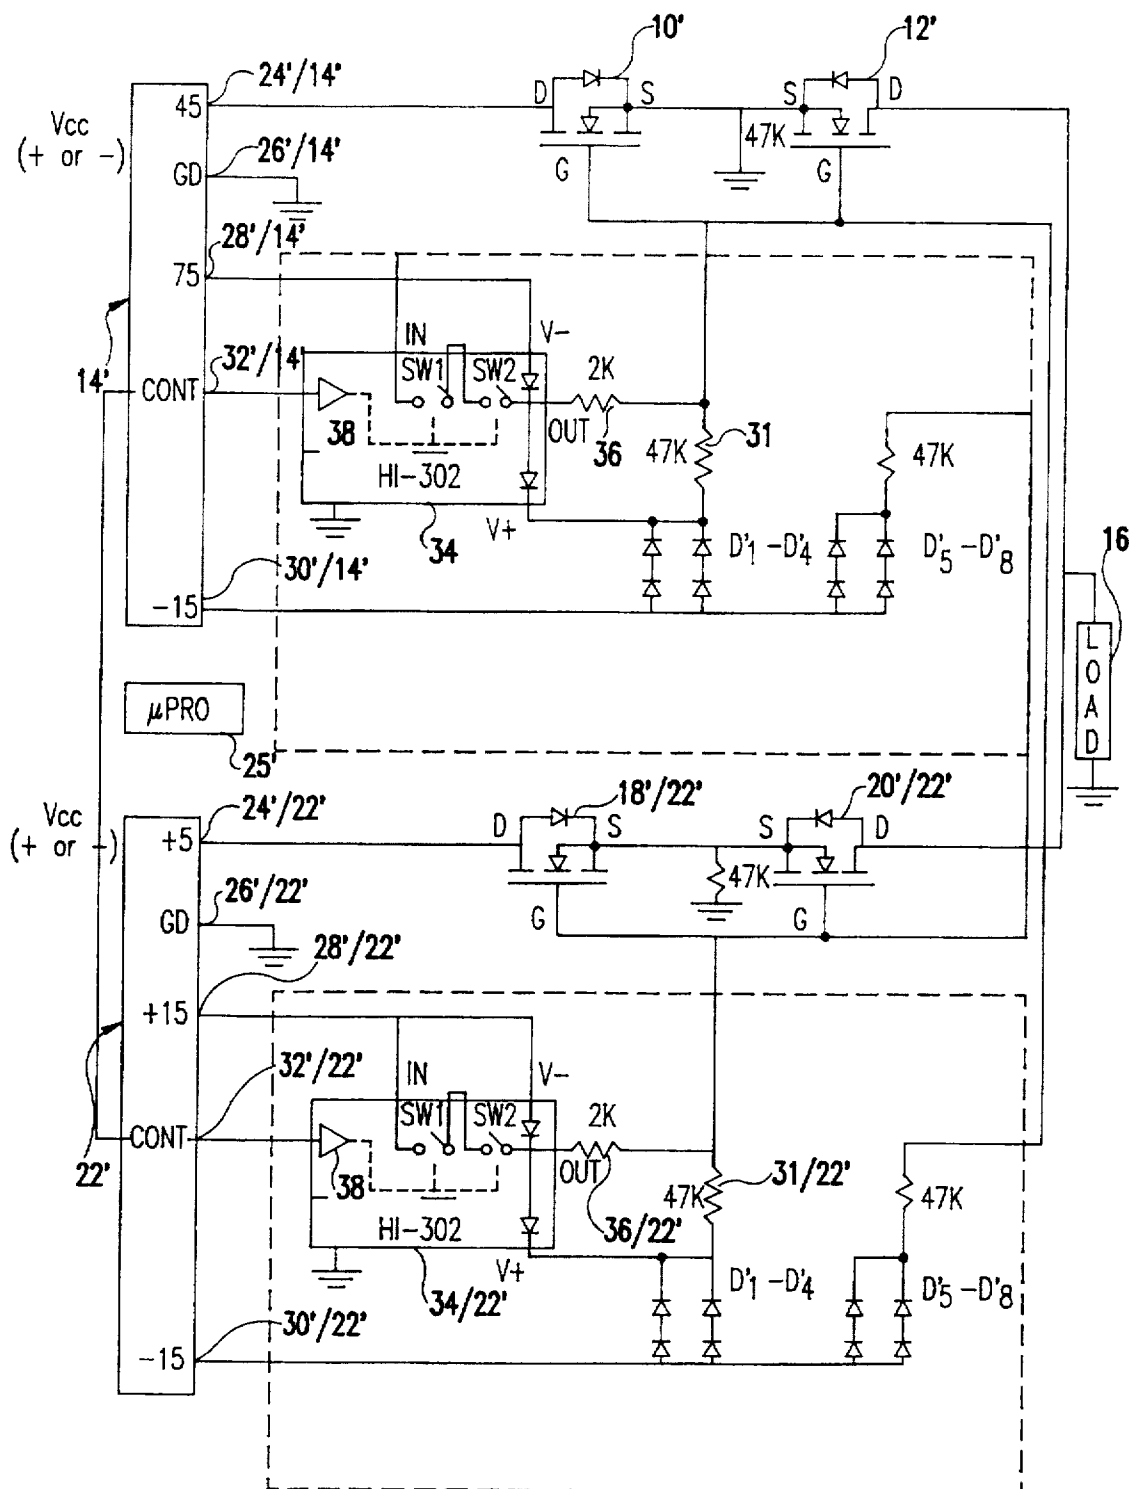 10'
12'
24'/14'
45
D
S
S
D
Vcc
(+ or -)
47K
26'/14'
GD
G
G
28'/14'
75
IN
V-
32'/14'
14'
CONT
SW1
SW2
2K
31
38
OUT
36
47K
47K
HI-302
V+
34
D'1 -D'4
D'5 -D'8
16
30'/14'
-15
LOAD
μPRO
25'
18'/22'
20'/22'
24'/22'
Vcc
(+ or -)
+5
D
S
S
D
47K
26'/22'
GD
G
G
28'/22'
+15
32'/22'
IN
V-
SW1
SW2
2K
CONT
22'
38
OUT
31/22'
47K
47K
HI-302
36/22'
V+
34/22'
D'1 -D'4
D'5 -D'8
30'/22'
-15